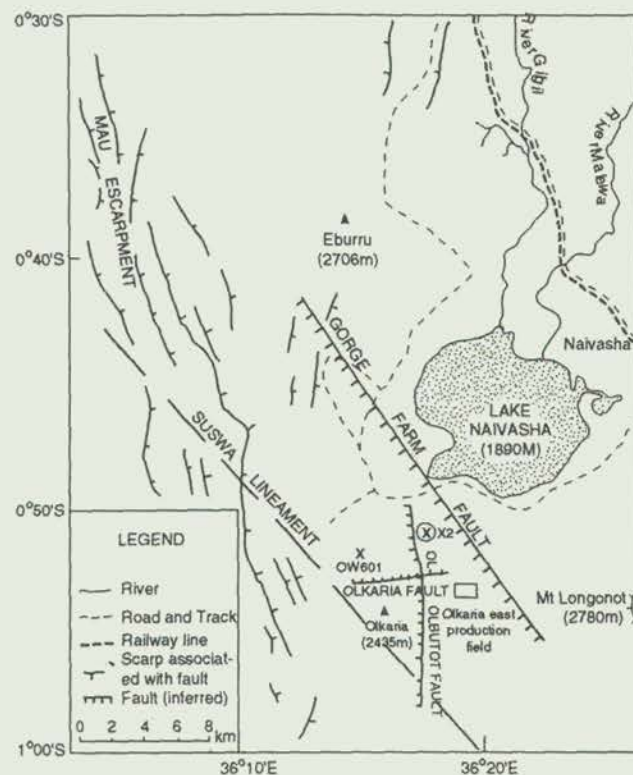 0°30'S
0°40'S
0°50'S
1°00'S
36°10'E
36°20'E
MAU
ESCARPMENT
River Gilgil
River Malewa
Eburru
(2706m)
Naivasha
GORGE
FARM
FAULT
LAKE
NAIVASHA
(1890M)
SUSWA
LINEAMENT
X
OW601
X
X2
OLKARIA FAULT
OL
OLBUTOT FAULT
Olkaria
(2435m)
Olkaria east
production
field
Mt Longonot
(2780m)
LEGEND
River
Road and Track
Railway line
Scarp associat-
ed with fault
Fault (inferred)
0 2 4 6 8
km